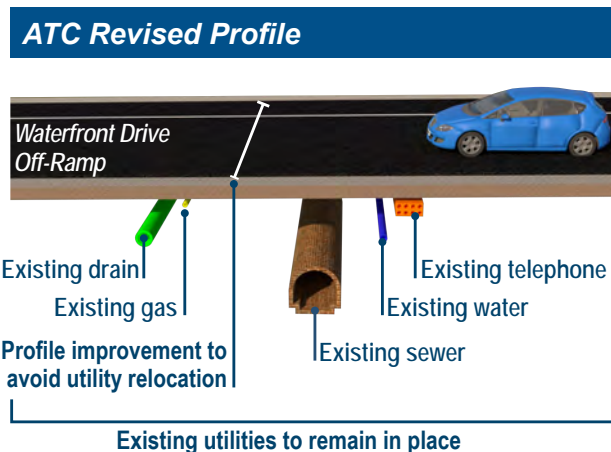 ATC Revised Profile
Waterfront Drive
Off-Ramp
Existing drain
Existing telephone
Existing gas
Existing water
Profile improvement to
avoid utility relocation
Existing sewer
Existing utilities to remain in place